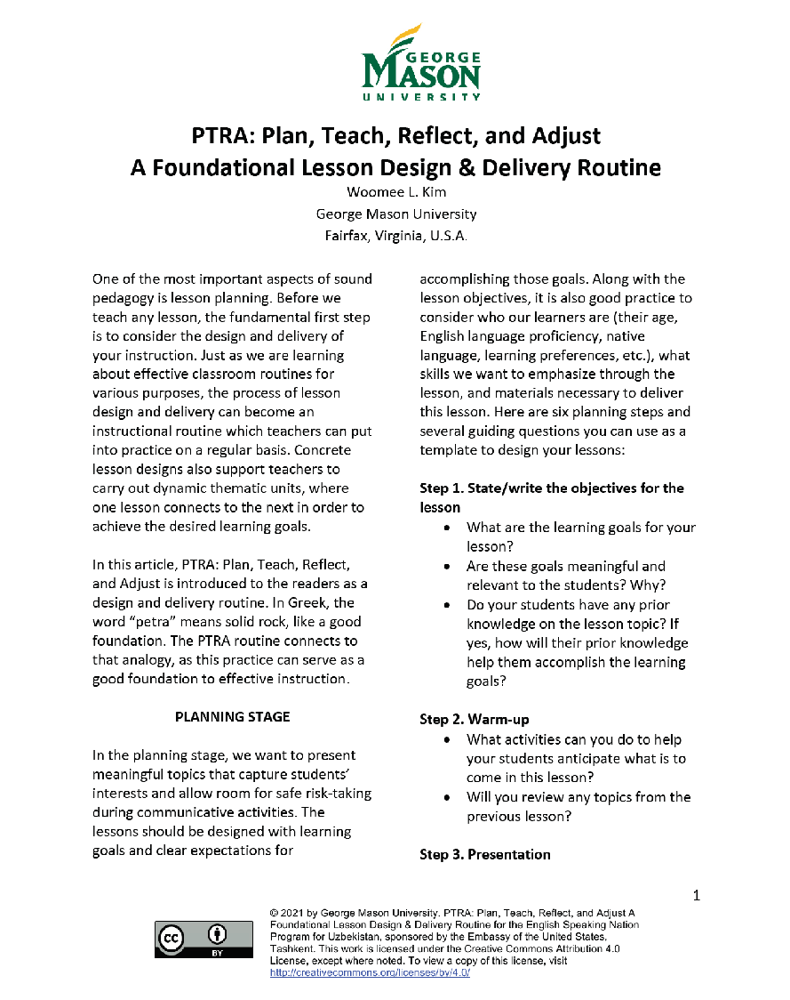 GEORGE
MASON
UNIVERSITY
PTRA: Plan, Teach, Reflect, and Adjust
A Foundational Lesson Design & Delivery Routine
Woomee L. Kim
George Mason University
Fairfax, Virginia, U.S.A.
One of the most important aspects of sound
pedagogy is lesson planning. Before we
teach any lesson, the fundamental first step
is to consider the design and delivery of
your instruction. Just as we are learning
about effective classroom routines for
various purposes, the process of lesson
design and delivery can become an
instructional routine which teachers can put
into practice on a regular basis. Concrete
lesson designs also support teachers to
carry out dynamic thematic units, where
one lesson connects to the next in order to
achieve the desired learning goals.
In this article, PTRA: Plan, Teach, Reflect,
and Adjust is introduced to the readers as a
design and delivery routine. In Greek, the
word “petra” means solid rock, like a good
foundation. The PTRA routine connects to
that analogy, as this practice can serve as a
good foundation to effective instruction.
PLANNING STAGE
In the planning stage, we want to present
meaningful topics that capture students’
interests and allow room for safe risk-taking
during communicative activities. The
lessons should be designed with learning
goals and clear expectations for
accomplishing those goals. Along with the
lesson objectives, it is also good practice to
consider who our learners are (their age,
English language proficiency, native
language, learning preferences, etc.), what
skills we want to emphasize through the
lesson, and materials necessary to deliver
this lesson. Here are six planning steps and
several guiding questions you can use as a
template to design your lessons:
Step 1. State/write the objectives for the
lesson
• What are the learning goals for your
lesson?
• Are these goals meaningful and
relevant to the students? Why?
• Do your students have any prior
knowledge on the lesson topic? If
yes, how will their prior knowledge
help them accomplish the learning
goals?
Step 2. Warm-up
• What activities can you do to help
your students anticipate what is to
come in this lesson?
• Will you review any topics from the
previous lesson?
Step 3. Presentation
1
cc
BY
© 2021 by George Mason University. PTRA: Plan, Teach, Reflect, and Adjust A
Foundational Lesson Design & Delivery Routine for the English Speaking Nation
Program for Uzbekistan, sponsored by the Embassy of the United States,
Tashkent. This work is licensed under the Creative Commons Attribution 4.0
License, except where noted. To view a copy of this license, visit
http://creativecommons.org/licenses/by/4.0/